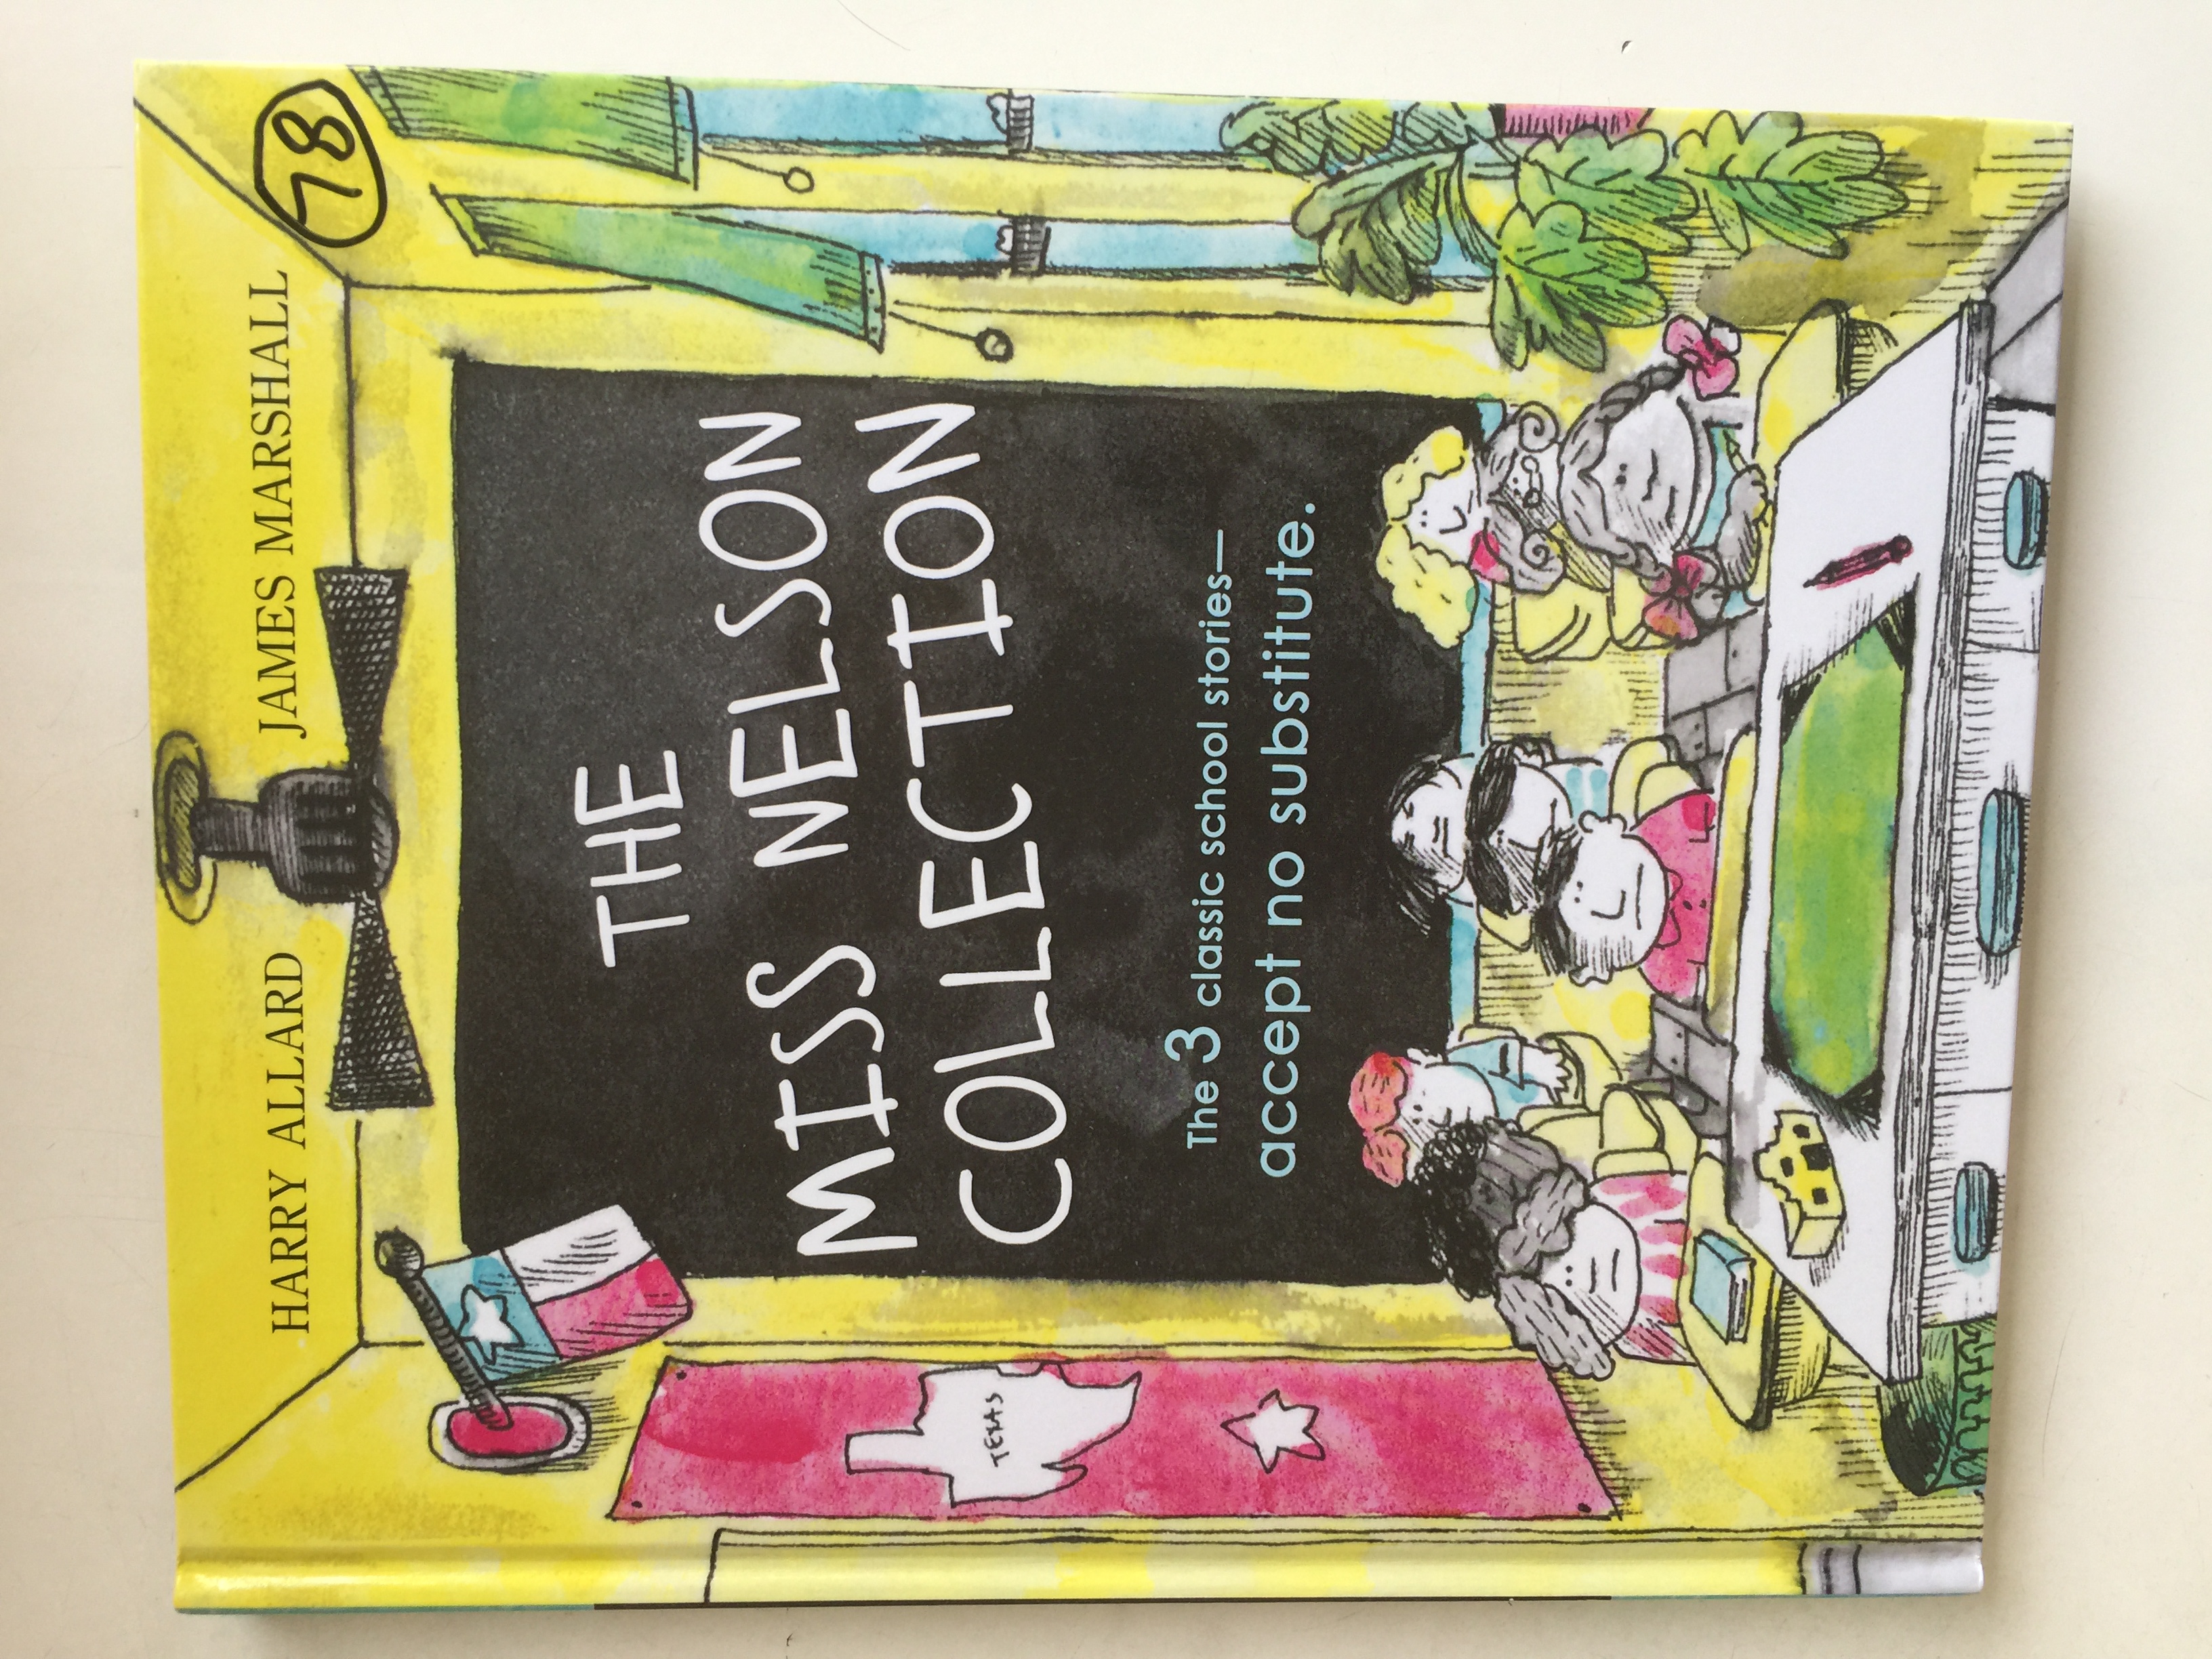 HARRY ALLARD JAMES MARSHALL
78
THE
MISS NELSON
COLLECTION
TEXAS
The 3 classic school stories—
accept no substitute.